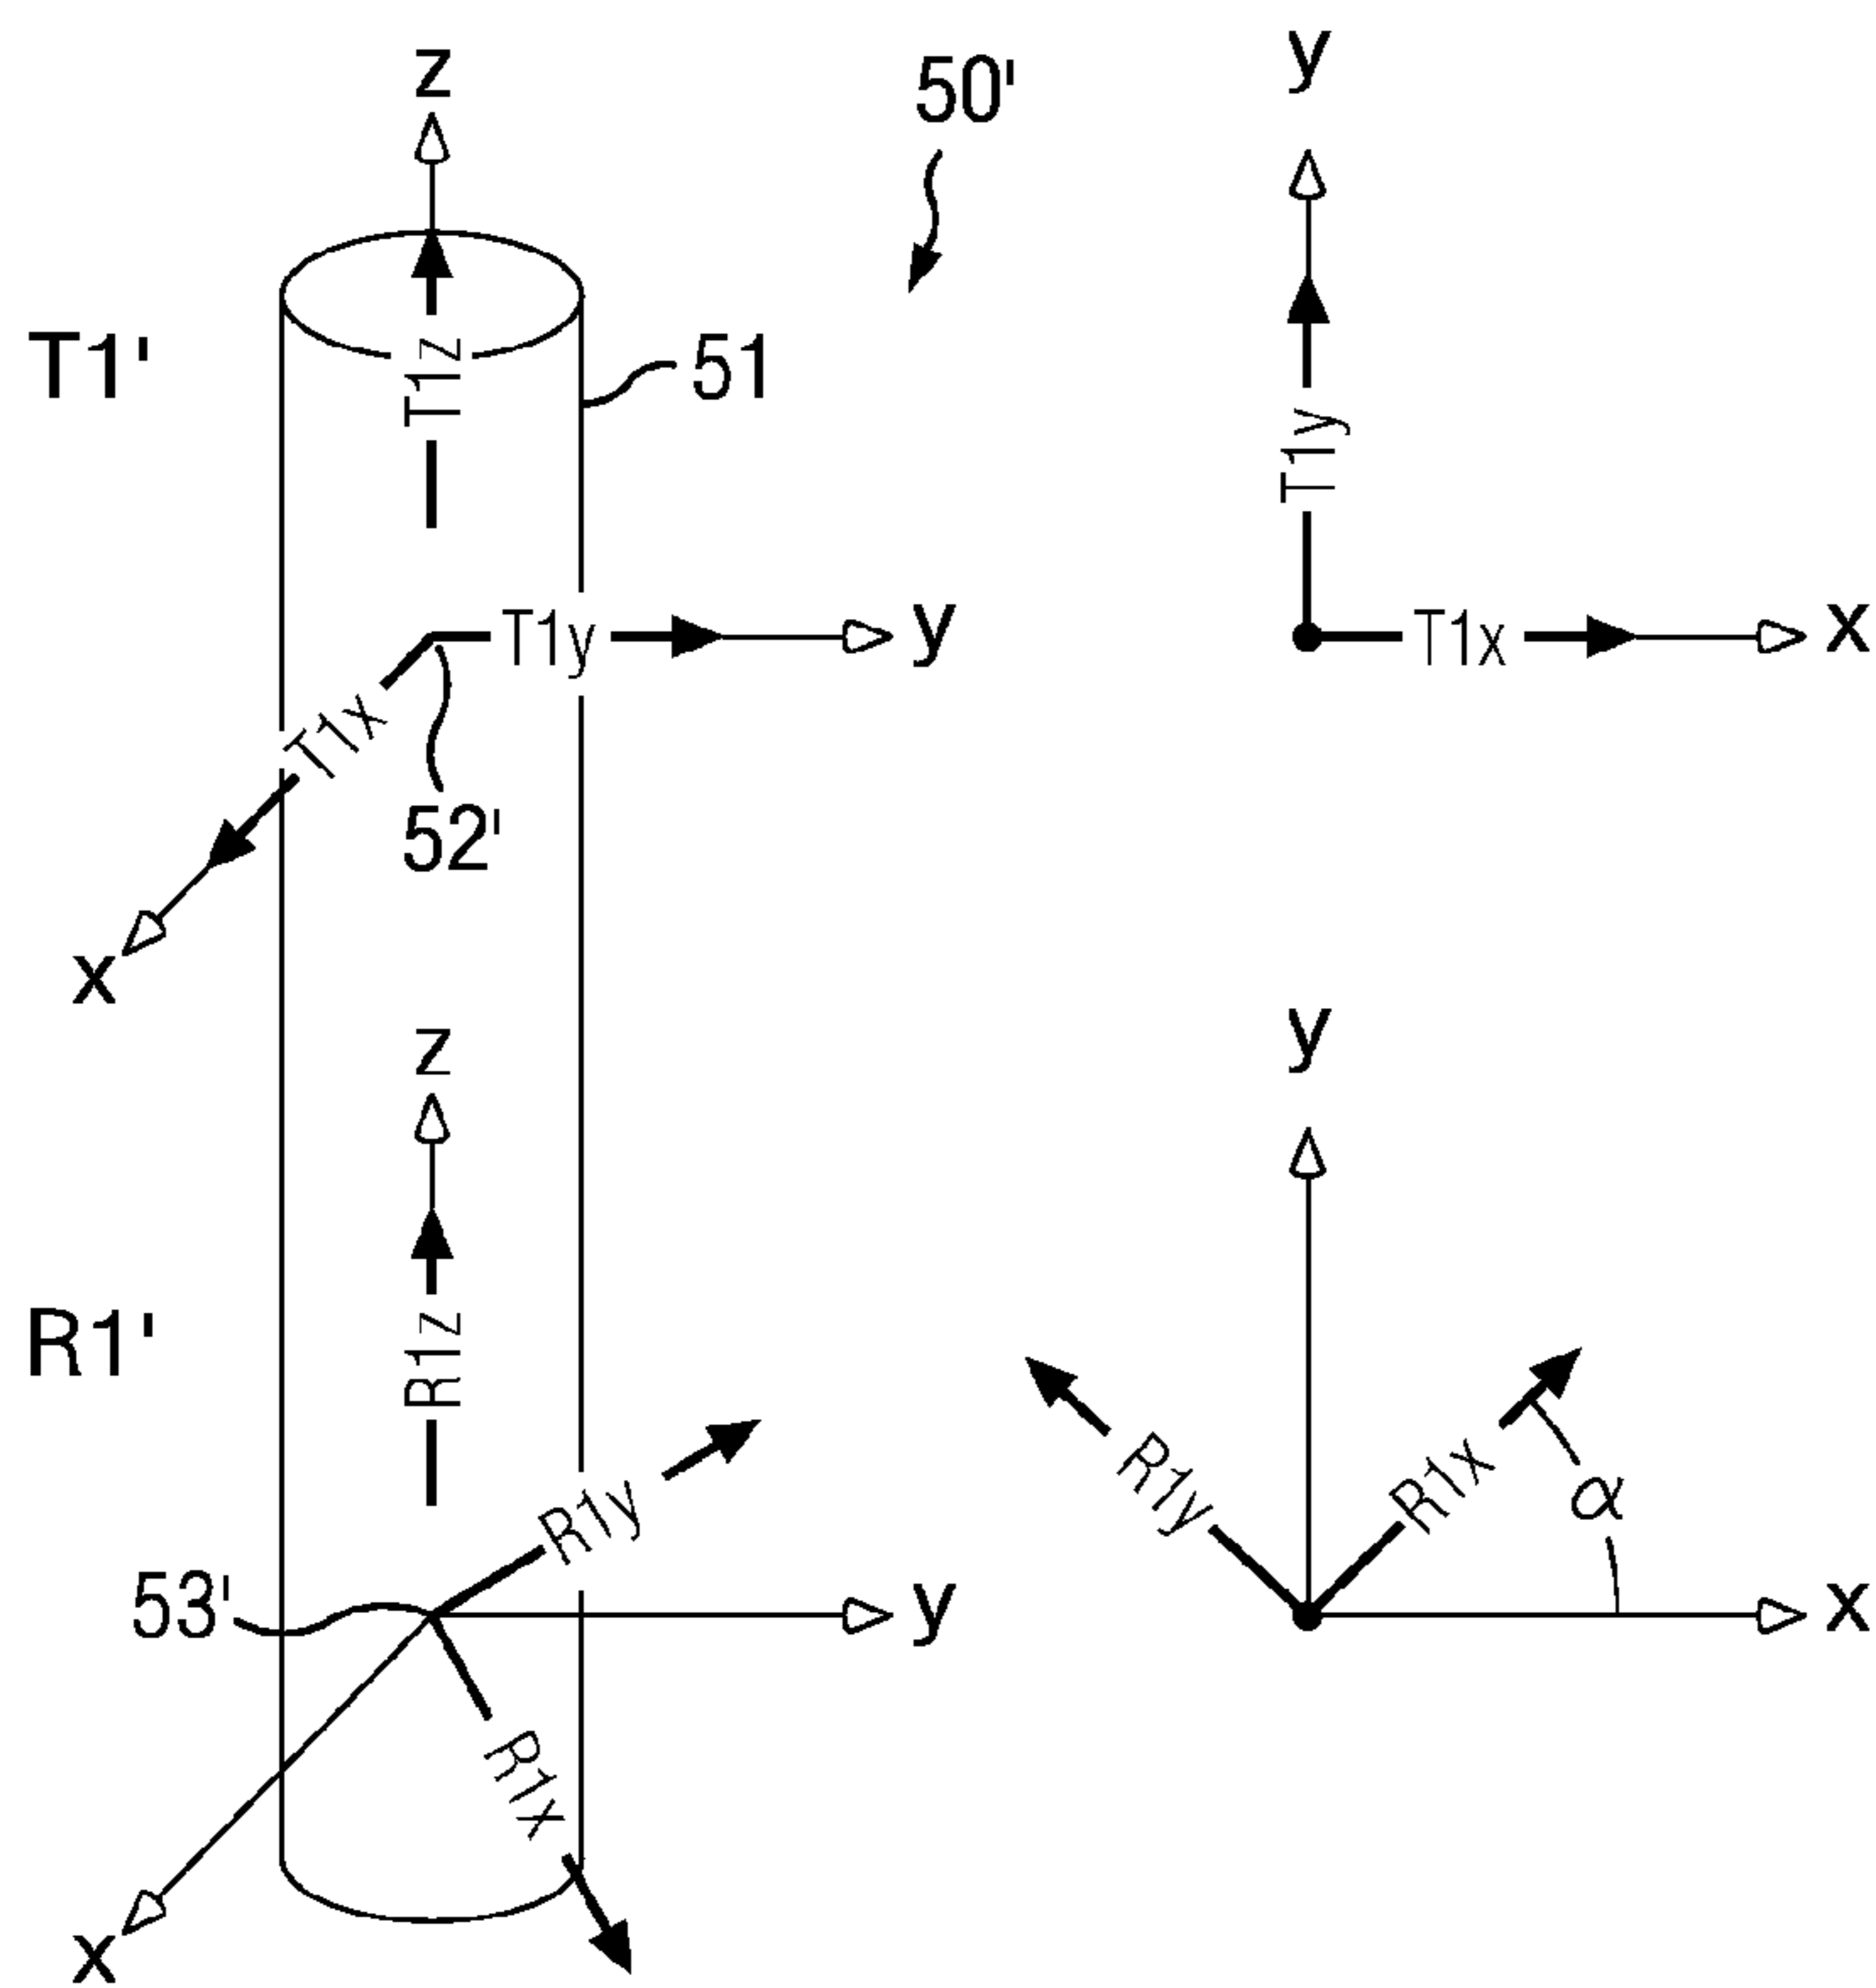 z
50'
y
T1'
T1z
51
T1y
T1y
y
T1x
x
T1x
52'
x
z
y
R1'
R1z
R1y
R1y
R1x
α
53'
y
x
R1x
x